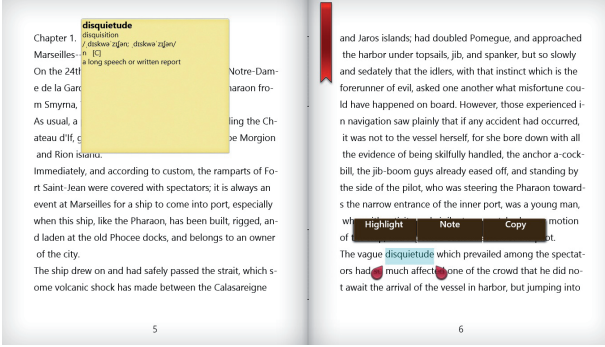 disquietude
disquisition
/ˌdɪskwəˈzɪʃən; ˌdɪskwəˈzɪʃən/
n [C]
a long speech or written report
Chapter 1.
Marseilles--
On the 24th Notre-Dam-
e de la fro-
m Smyrna,
As usual, a ling the Ch-
ateau d'If, Morgion
and Rion island.
Immediately, and according to custom, the ramparts of Fo-
rt Saint-Jean were covered with spectators; it is always an
event at Marseilles for a ship to come into port, especially
when this ship, like the Pharaon, has been built, rigged, an-
d laden at the old Phocee docks, and belongs to an owner
of the city.
The ship drew on and had safely passed the strait, which s-
ome volcanic shock has made between the Calasareigne
5
and Jaros islands; had doubled Pomegue, and approached
the harbor under topsails, jib, and spanker, but so slowly
and sedately that the idlers, with that instinct which is the
forerunner of evil, asked one another what misfortune cou-
ld have happened on board. However, those experienced i-
n navigation saw plainly that if any accident had occurred,
it was not to the vessel herself, for she bore down with all
the evidence of being skilfully handled, the anchor a-cock-
bill, the jib-boom guys already eased off, and standing by
the side of the pilot, who was steering the Pharaon toward-
s the narrow entrance of the inner port, was a young man,
motion
of
Highlight Note Copy
The vague disquietude which prevailed among the spectat-
ors had so much affected one of the crowd that he did no-
t await the arrival of the vessel in harbor, but jumping into
6